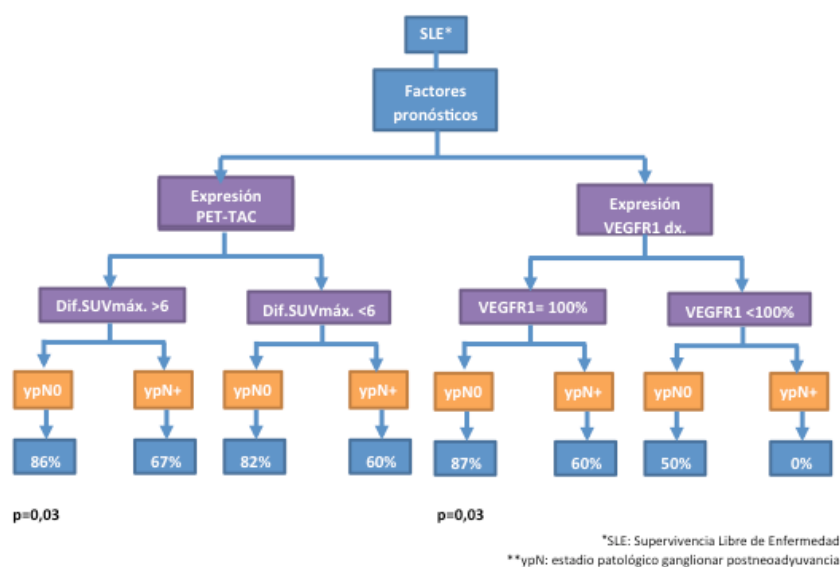 SLE*
Factores
pronósticos
Expresión
PET-TAC
Expresión
VEGFR1 dx.
Dif.SUVmáx. >6
Dif.SUVmáx. <6
VEGFR1= 100%
VEGFR1 <100%
ypN0
ypN+
ypN0
ypN+
ypN0
ypN+
ypN0
ypN+
86%
67%
82%
60%
87%
60%
50%
0%
p=0,03
p=0,03
*SLE: Supervivencia Libre de Enfermedad
**ypN: estadio patológico ganglionar postneoadyuvancia